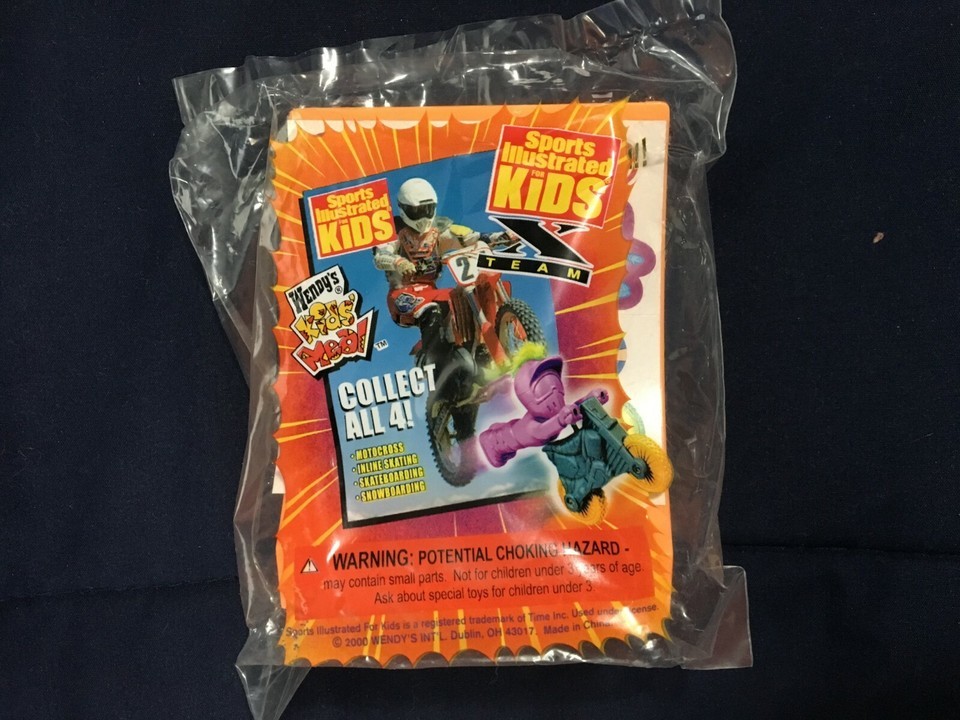 Sports
Illustrated
FOR
KiDS
X
TEAM
Sports
Illustrated
FOR
KiDS
2
WENDY'S®
Kids'
Meal™
COLLECT
ALL 4!
• MOTOCROSS
• INLINE SKATING
• SKATEBOARDING
• SNOWBOARDING
WARNING: POTENTIAL CHOKING HAZARD -
may contain small parts. Not for children under 3 years of age.
Ask about special toys for children under 3.
Sports Illustrated For Kids is a registered trademark of Time Inc. Used under license.
© 2000 WENDY'S INT'L. Dublin, OH 43017. Made in China.